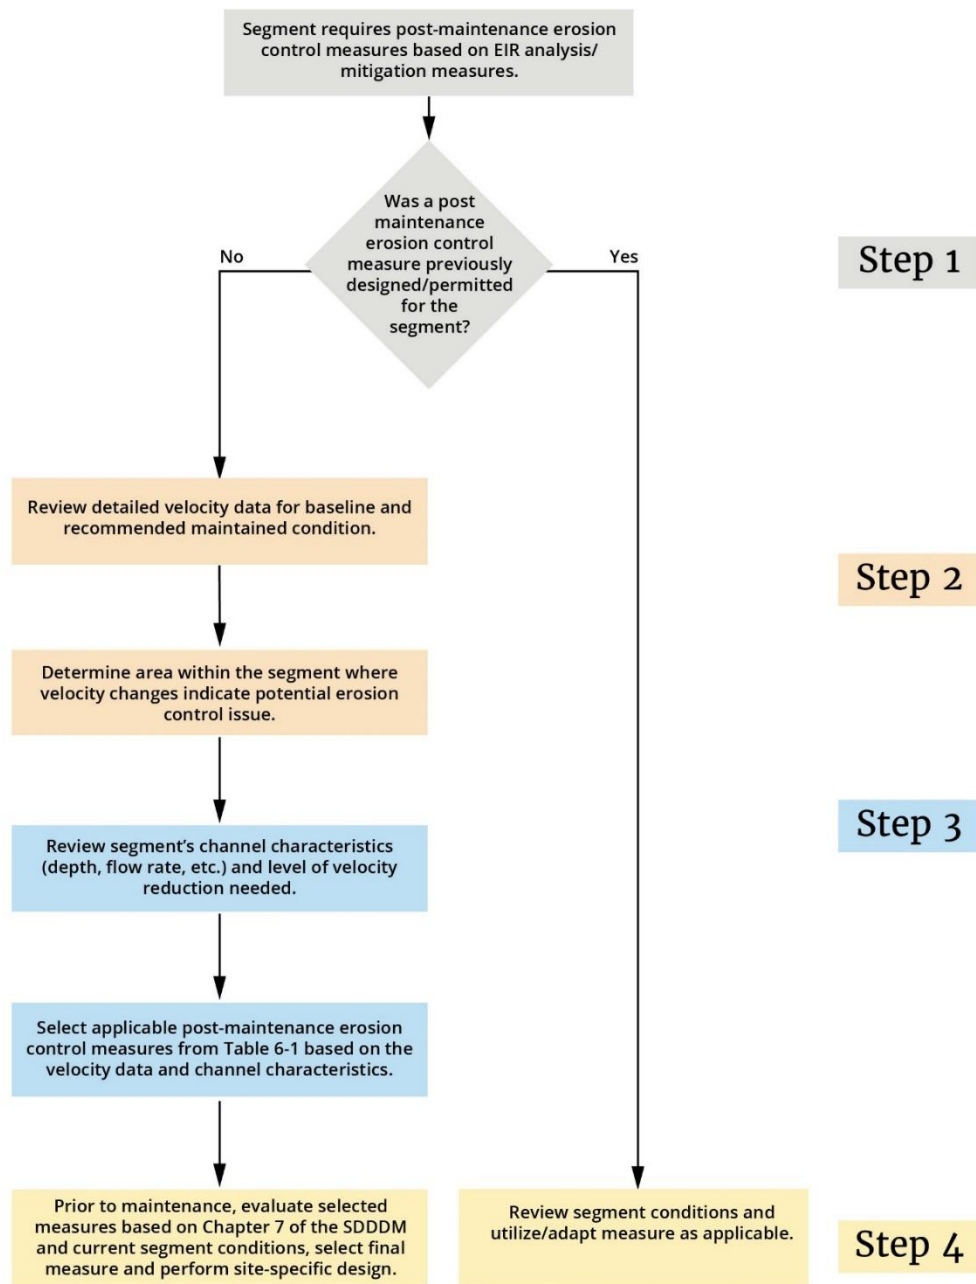 Segment requires post-maintenance erosion
control measures based on EIR analysis/
mitigation measures.
Was a post
maintenance
erosion control
measure previously
designed/permitted
for the
segment?
No
Yes
Step 1
Review detailed velocity data for baseline and
recommended maintained condition.
Step 2
Determine area within the segment where
velocity changes indicate potential erosion
control issue.
Review segment’s channel characteristics
(depth, flow rate, etc.) and level of velocity
reduction needed.
Step 3
Select applicable post-maintenance erosion
control measures from Table 6-1 based on the
velocity data and channel characteristics.
Prior to maintenance, evaluate selected
measures based on Chapter 7 of the SDDDM
and current segment conditions, select final
measure and perform site-specific design.
Review segment conditions and
utilize/adapt measure as applicable.
Step 4